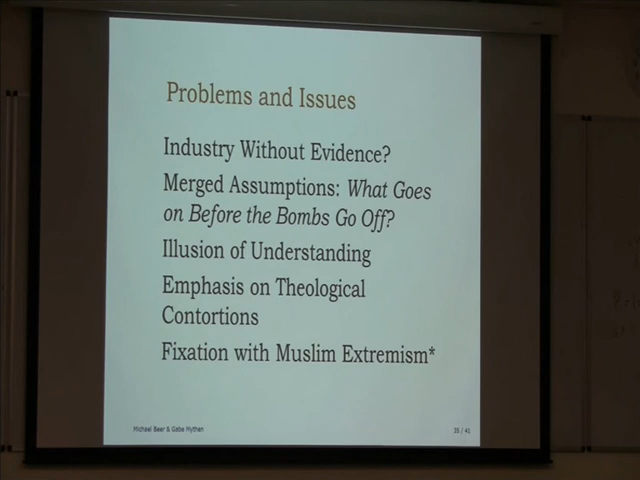 Problems and Issues
Industry Without Evidence?
Merged Assumptions: What Goes
on Before the Bombs Go Off?
Illusion of Understanding
Emphasis on Theological
Contortions
Fixation with Muslim Extremism*
Michael Baer & Gabe Mythen
35 / 41